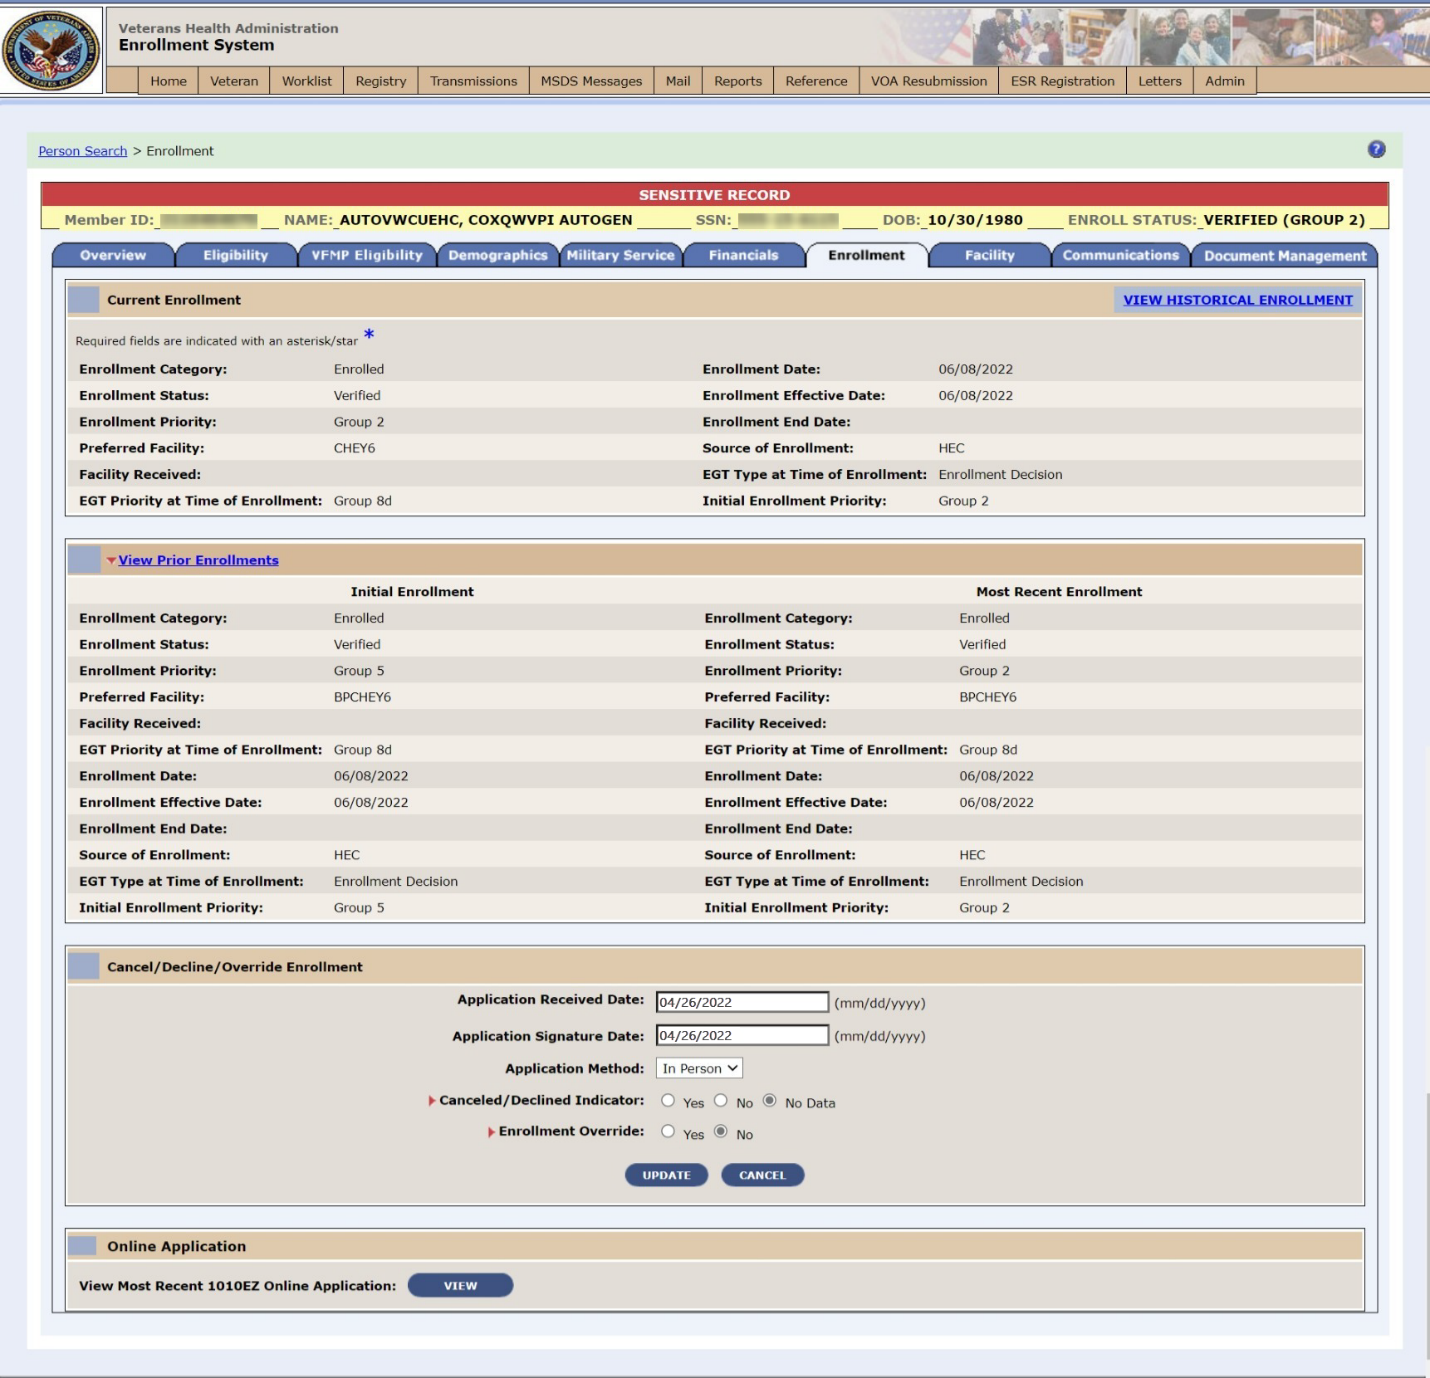 Veterans Health Administration
Enrollment System
Home Veteran Worklist Registry Transmissions MSDS Messages Mail Reports Reference VOA Resubmission ESR Registration Letters Admin
Person Search > Enrollment
?
SENSITIVE RECORD
Member ID: NAME: AUTOVWCUEHC, COXQWVPI AUTOGEN SSN: DOB: 10/30/1980 ENROLL STATUS: VERIFIED (GROUP 2)
Overview Eligibility VFMP Eligibility Demographics Military Service Financials Enrollment Facility Communications Document Management
Current Enrollment VIEW HISTORICAL ENROLLMENT
Required fields are indicated with an asterisk/star *
Enrollment Category: Enrolled Enrollment Date: 06/08/2022
Enrollment Status: Verified Enrollment Effective Date: 06/08/2022
Enrollment Priority: Group 2 Enrollment End Date:
Preferred Facility: CHEY6 Source of Enrollment: HEC
Facility Received: EGT Type at Time of Enrollment: Enrollment Decision
EGT Priority at Time of Enrollment: Group 8d Initial Enrollment Priority: Group 2
View Prior Enrollments
Initial Enrollment Most Recent Enrollment
Enrollment Category: Enrolled Enrollment Category: Enrolled
Enrollment Status: Verified Enrollment Status: Verified
Enrollment Priority: Group 5 Enrollment Priority: Group 2
Preferred Facility: BPCHEY6 Preferred Facility: BPCHEY6
Facility Received: Facility Received:
EGT Priority at Time of Enrollment: Group 8d EGT Priority at Time of Enrollment: Group 8d
Enrollment Date: 06/08/2022 Enrollment Date: 06/08/2022
Enrollment Effective Date: 06/08/2022 Enrollment Effective Date: 06/08/2022
Enrollment End Date: Enrollment End Date:
Source of Enrollment: HEC Source of Enrollment: HEC
EGT Type at Time of Enrollment: Enrollment Decision EGT Type at Time of Enrollment: Enrollment Decision
Initial Enrollment Priority: Group 5 Initial Enrollment Priority: Group 2
Cancel/Decline/Override Enrollment
Application Received Date: 04/26/2022 (mm/dd/yyyy)
Application Signature Date: 04/26/2022 (mm/dd/yyyy)
Application Method: In Person
Canceled/Declined Indicator: Yes No No Data
Enrollment Override: Yes No
UPDATE CANCEL
Online Application
View Most Recent 1010EZ Online Application: VIEW